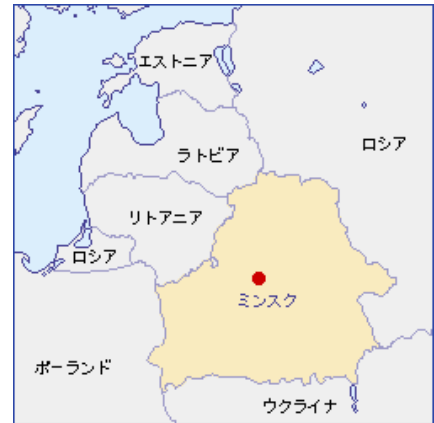 エストニア
ロシア
ラトビア
リトアニア
ロシア
ミンスク
ポーランド
ウクライナ